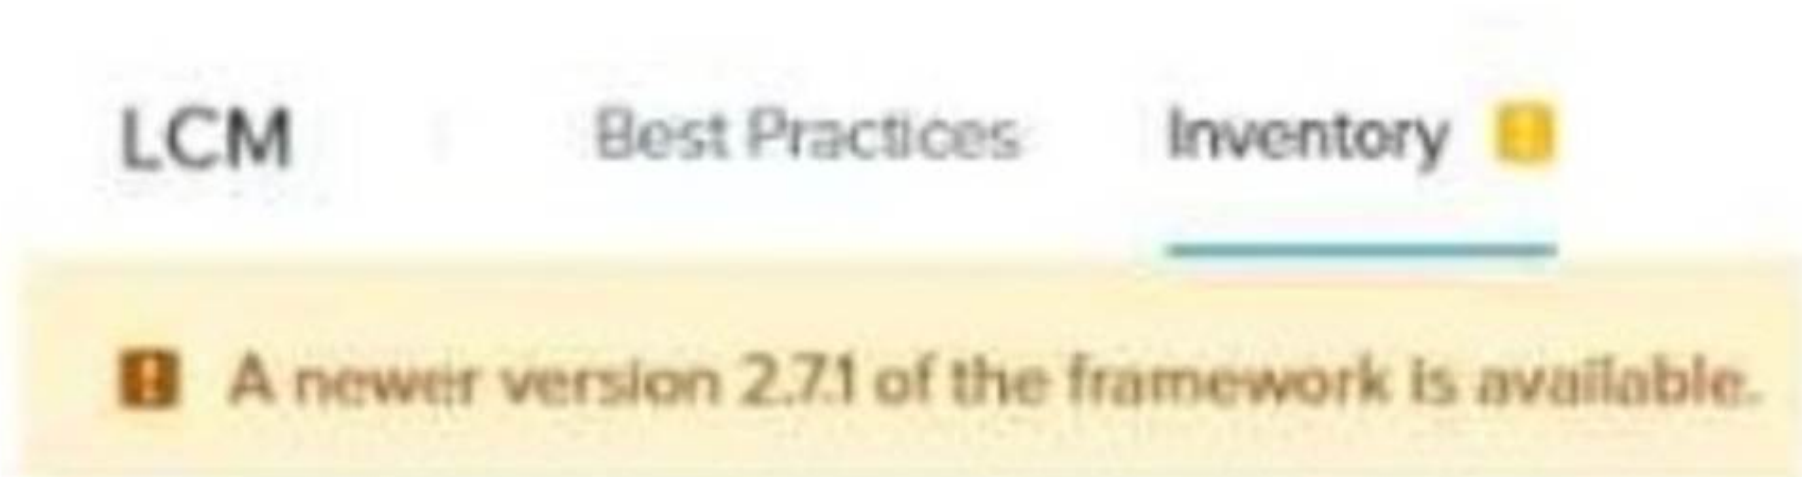 LCM Best Practices Inventory
A newer version 2.7.1 of the framework is available.